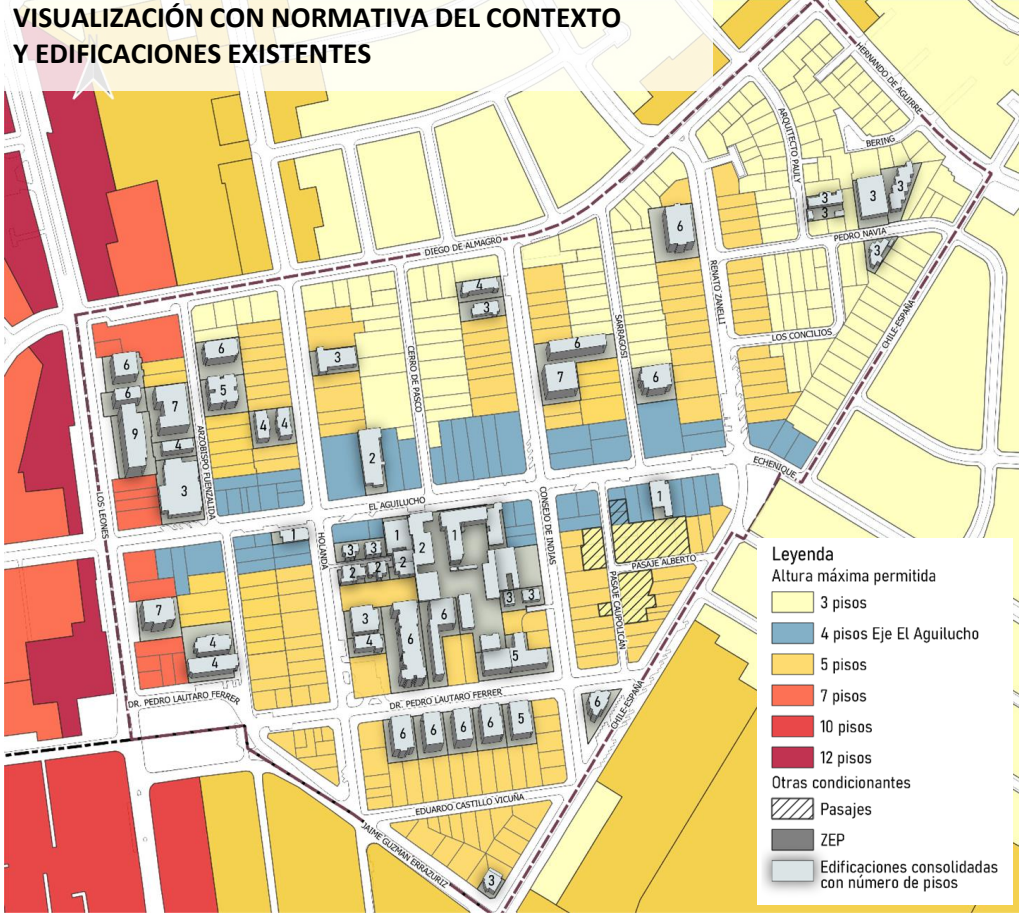 VISUALIZACIÓN CON NORMATIVA DEL CONTEXTO
Y EDIFICACIONES EXISTENTES
HERNANDO DE AGUIRRE
ARQUITECTO PAULY
BERING
3
3
3
3
PEDRO NAVIA
3
DIEGO DE ALMAGRO
6
RENATO ZANELLI
CHILE-ESPAÑA
LOS CONCILIOS
SARRAGOSI
4
3
CERRO DE PASCO
6
7
6
3
6
5
4
4
ARZOBISPO FUENZALIDA
6
6
9
7
4
3
LOS LEONES
2
EL AGUILUCHO
HOLANDA
CONSEJO DE INDIAS
ECHENIQUE
1
1
1
2
1
3
3
2
2
2
3
3
PASAJE ALBERTO
PASAJE CAUPOLICÁN
7
4
4
3
4
6
6
5
DR. PEDRO LAUTARO FERRER
DR. PEDRO LAUTARO FERRER
6
CHILE-ESPAÑA
6
6
6
6
5
EDUARDO CASTILLO VICUÑA
JAIME GUZMAN ERRAZURIZ
3
Leyenda
Altura máxima permitida
3 pisos
4 pisos Eje El Aguilucho
5 pisos
7 pisos
10 pisos
12 pisos
Otras condicionantes
Pasajes
ZEP
Edificaciones consolidadas
con número de pisos